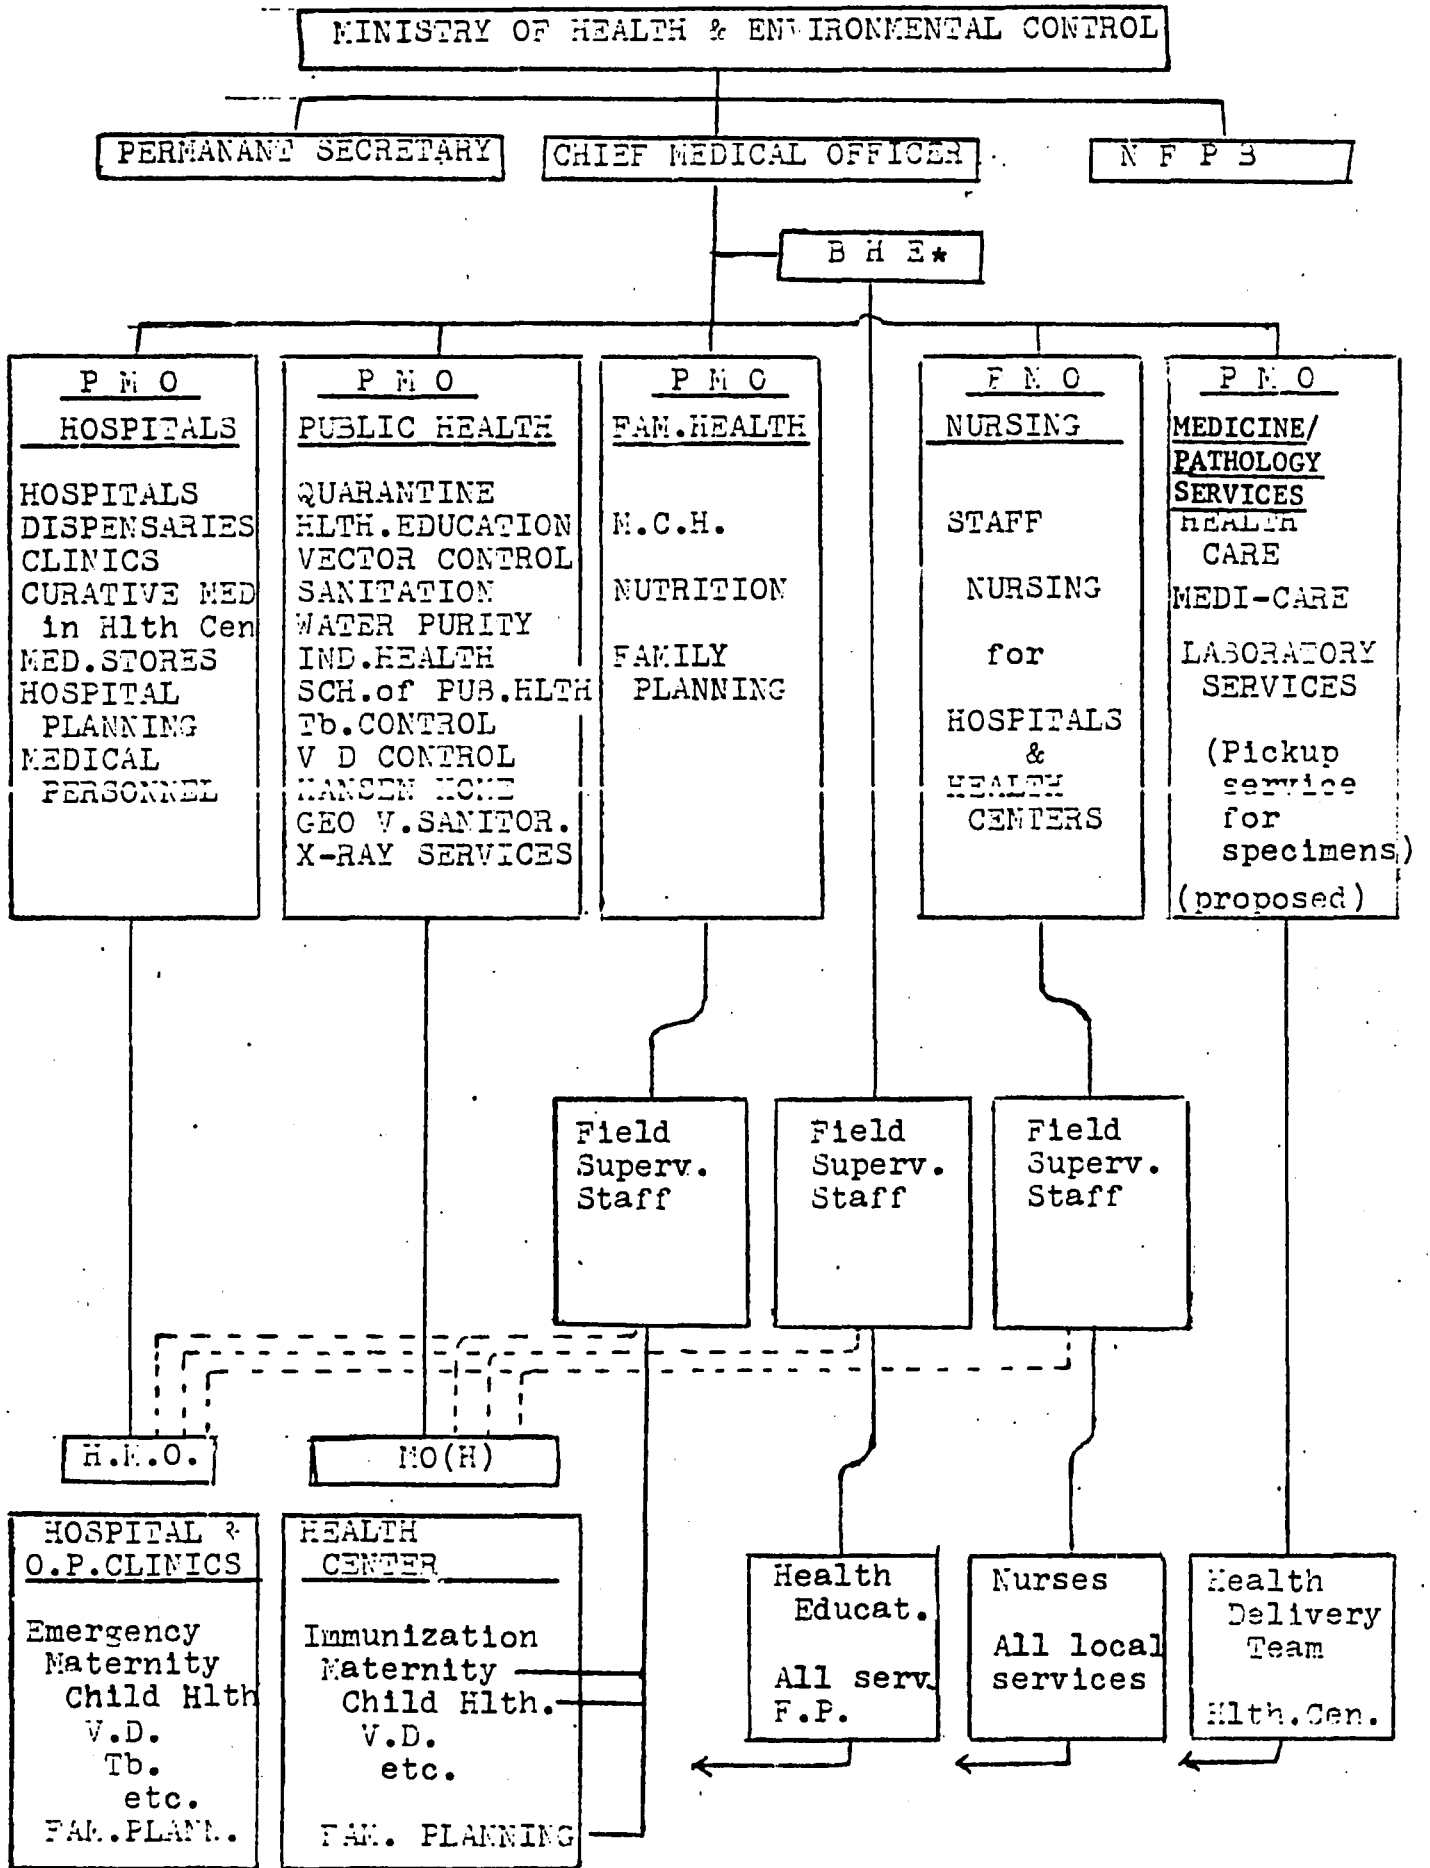 MINISTRY OF HEALTH & ENVIRONMENTAL CONTROL
PERMANANT SECRETARY
CHIEF MEDICAL OFFICER
N F P B
B H E*
P M O
HOSPITALS
HOSPITALS
DISPENSARIES
CLINICS
CURATIVE MED
in Hlth Cen
MED.STORES
HOSPITAL
PLANNING
MEDICAL
PERSONNEL
P M O
PUBLIC HEALTH
QUARANTINE
HLTH.EDUCATION
VECTOR CONTROL
SANITATION
WATER PURITY
IND.HEALTH
SCH.of PUB.HLTH
Tb.CONTROL
V D CONTROL
HANSEN HOME
GEO V.SANITOR.
X-RAY SERVICES
P M O
FAM.HEALTH
M.C.H.
NUTRITION
FAMILY
PLANNING
P N O
NURSING
STAFF
NURSING
for
HOSPITALS
&
HEALTH
CENTERS
P M O
MEDICINE/
PATHOLOGY
SERVICES
HEALTH
CARE
MEDI-CARE
LABORATORY
SERVICES
(Pickup
service
for
specimens)
(proposed)
Field
Superv.
Staff
Field
Superv.
Staff
Field
Superv.
Staff
H.M.O.
MO(H)
HOSPITAL &
O.P.CLINICS
Emergency
Maternity
Child Hlth
V.D.
Tb.
etc.
FAM.PLANN.
HEALTH
CENTER
Immunization
Maternity
Child Hlth.
V.D.
etc.
FAM. PLANNING
Health
Educat.
All serv.
F.P.
Nurses
All local
services
Health
Delivery
Team
Hlth.Cen.